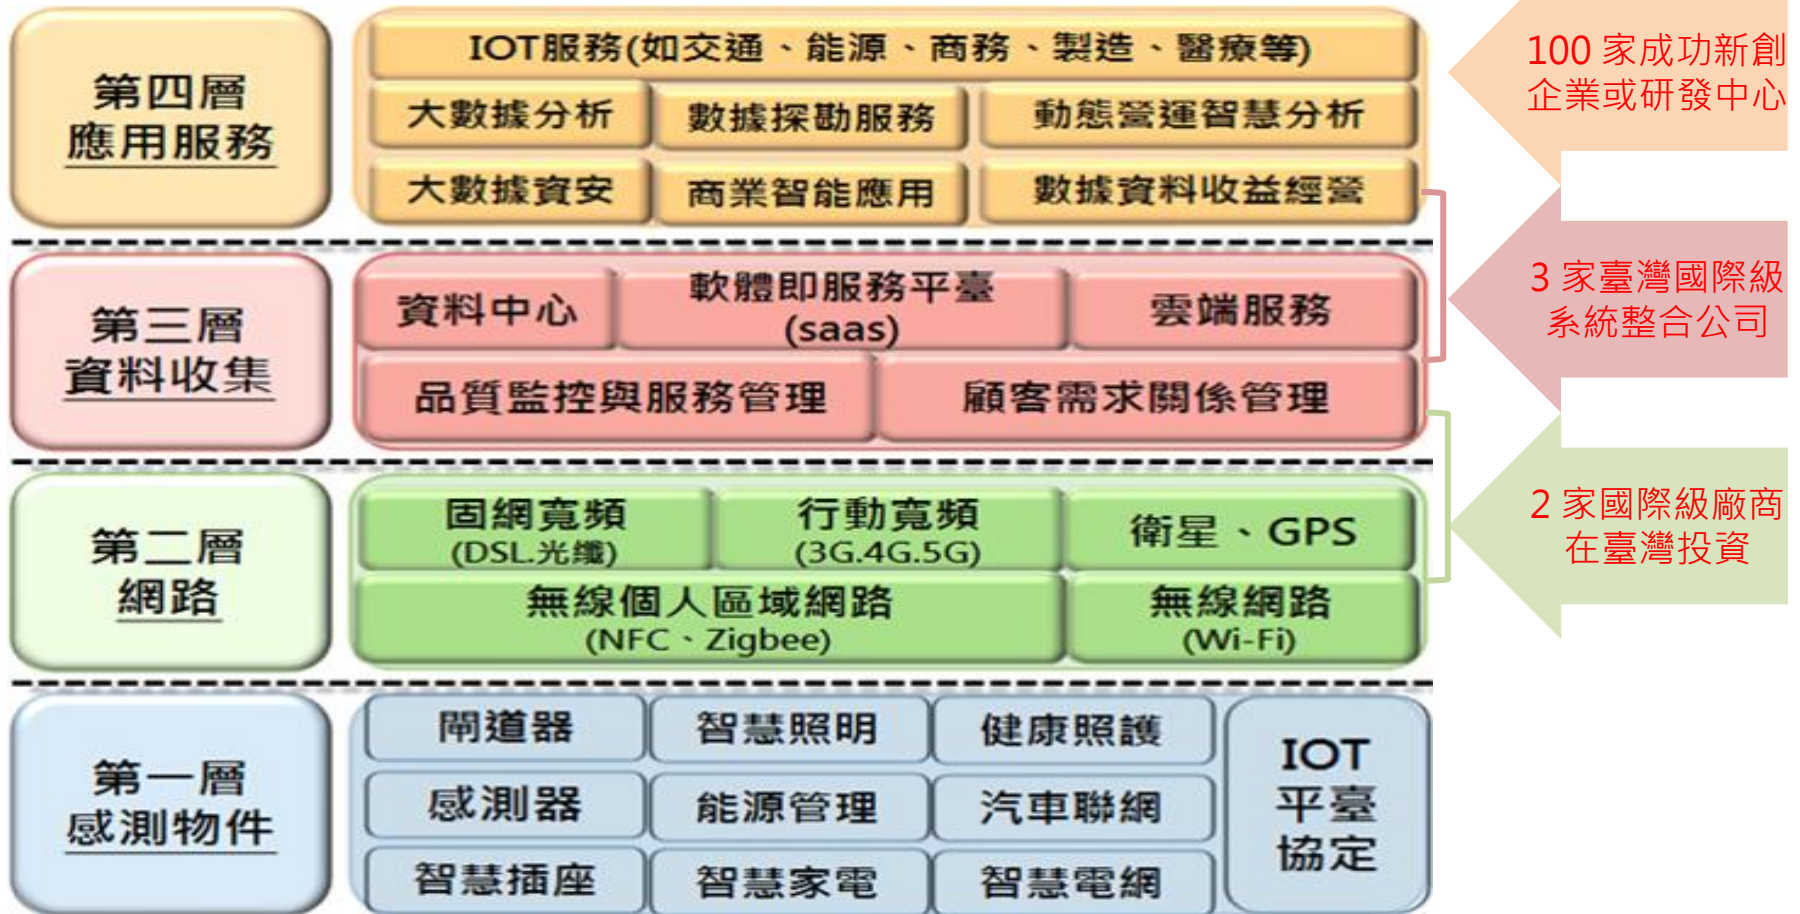 第四層
應用服務
IOT服務(如交通、能源、商務、製造、醫療等)
大數據分析
數據探勘服務
動態營運智慧分析
大數據資安
商業智能應用
數據資料收益經營
100 家成功新創
企業或研發中心
第三層
資料收集
資料中心
軟體即服務平臺
(saas)
雲端服務
品質監控與服務管理
顧客需求關係管理
3 家臺灣國際級
系統整合公司
第二層
網路
固網寬頻
(DSL.光纖)
行動寬頻
(3G.4G.5G)
衛星、GPS
無線個人區域網路
(NFC、Zigbee)
無線網路
(Wi-Fi)
2 家國際級廠商
在臺灣投資
第一層
感測物件
閘道器
智慧照明
健康照護
感測器
能源管理
汽車聯網
智慧插座
智慧家電
智慧電網
IOT
平臺
協定